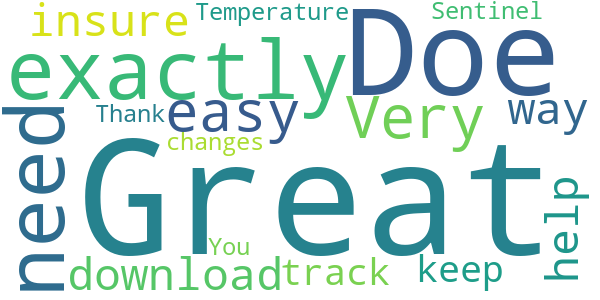 insure
Temperature
Sentinel
exactly
Doe
Thank
easy
Very
way
need
changes
Great
help
You
download
track
keep